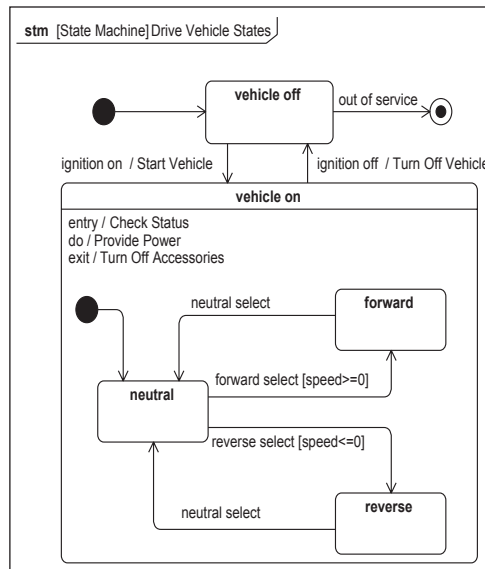 stm [State Machine] Drive Vehicle States
vehicle off
out of service
ignition on / Start Vehicle
ignition off / Turn Off Vehicle
vehicle on
entry / Check Status
do / Provide Power
exit / Turn Off Accessories
neutral select
forward
forward select [speed>=0]
neutral
reverse select [speed<=0]
neutral select
reverse